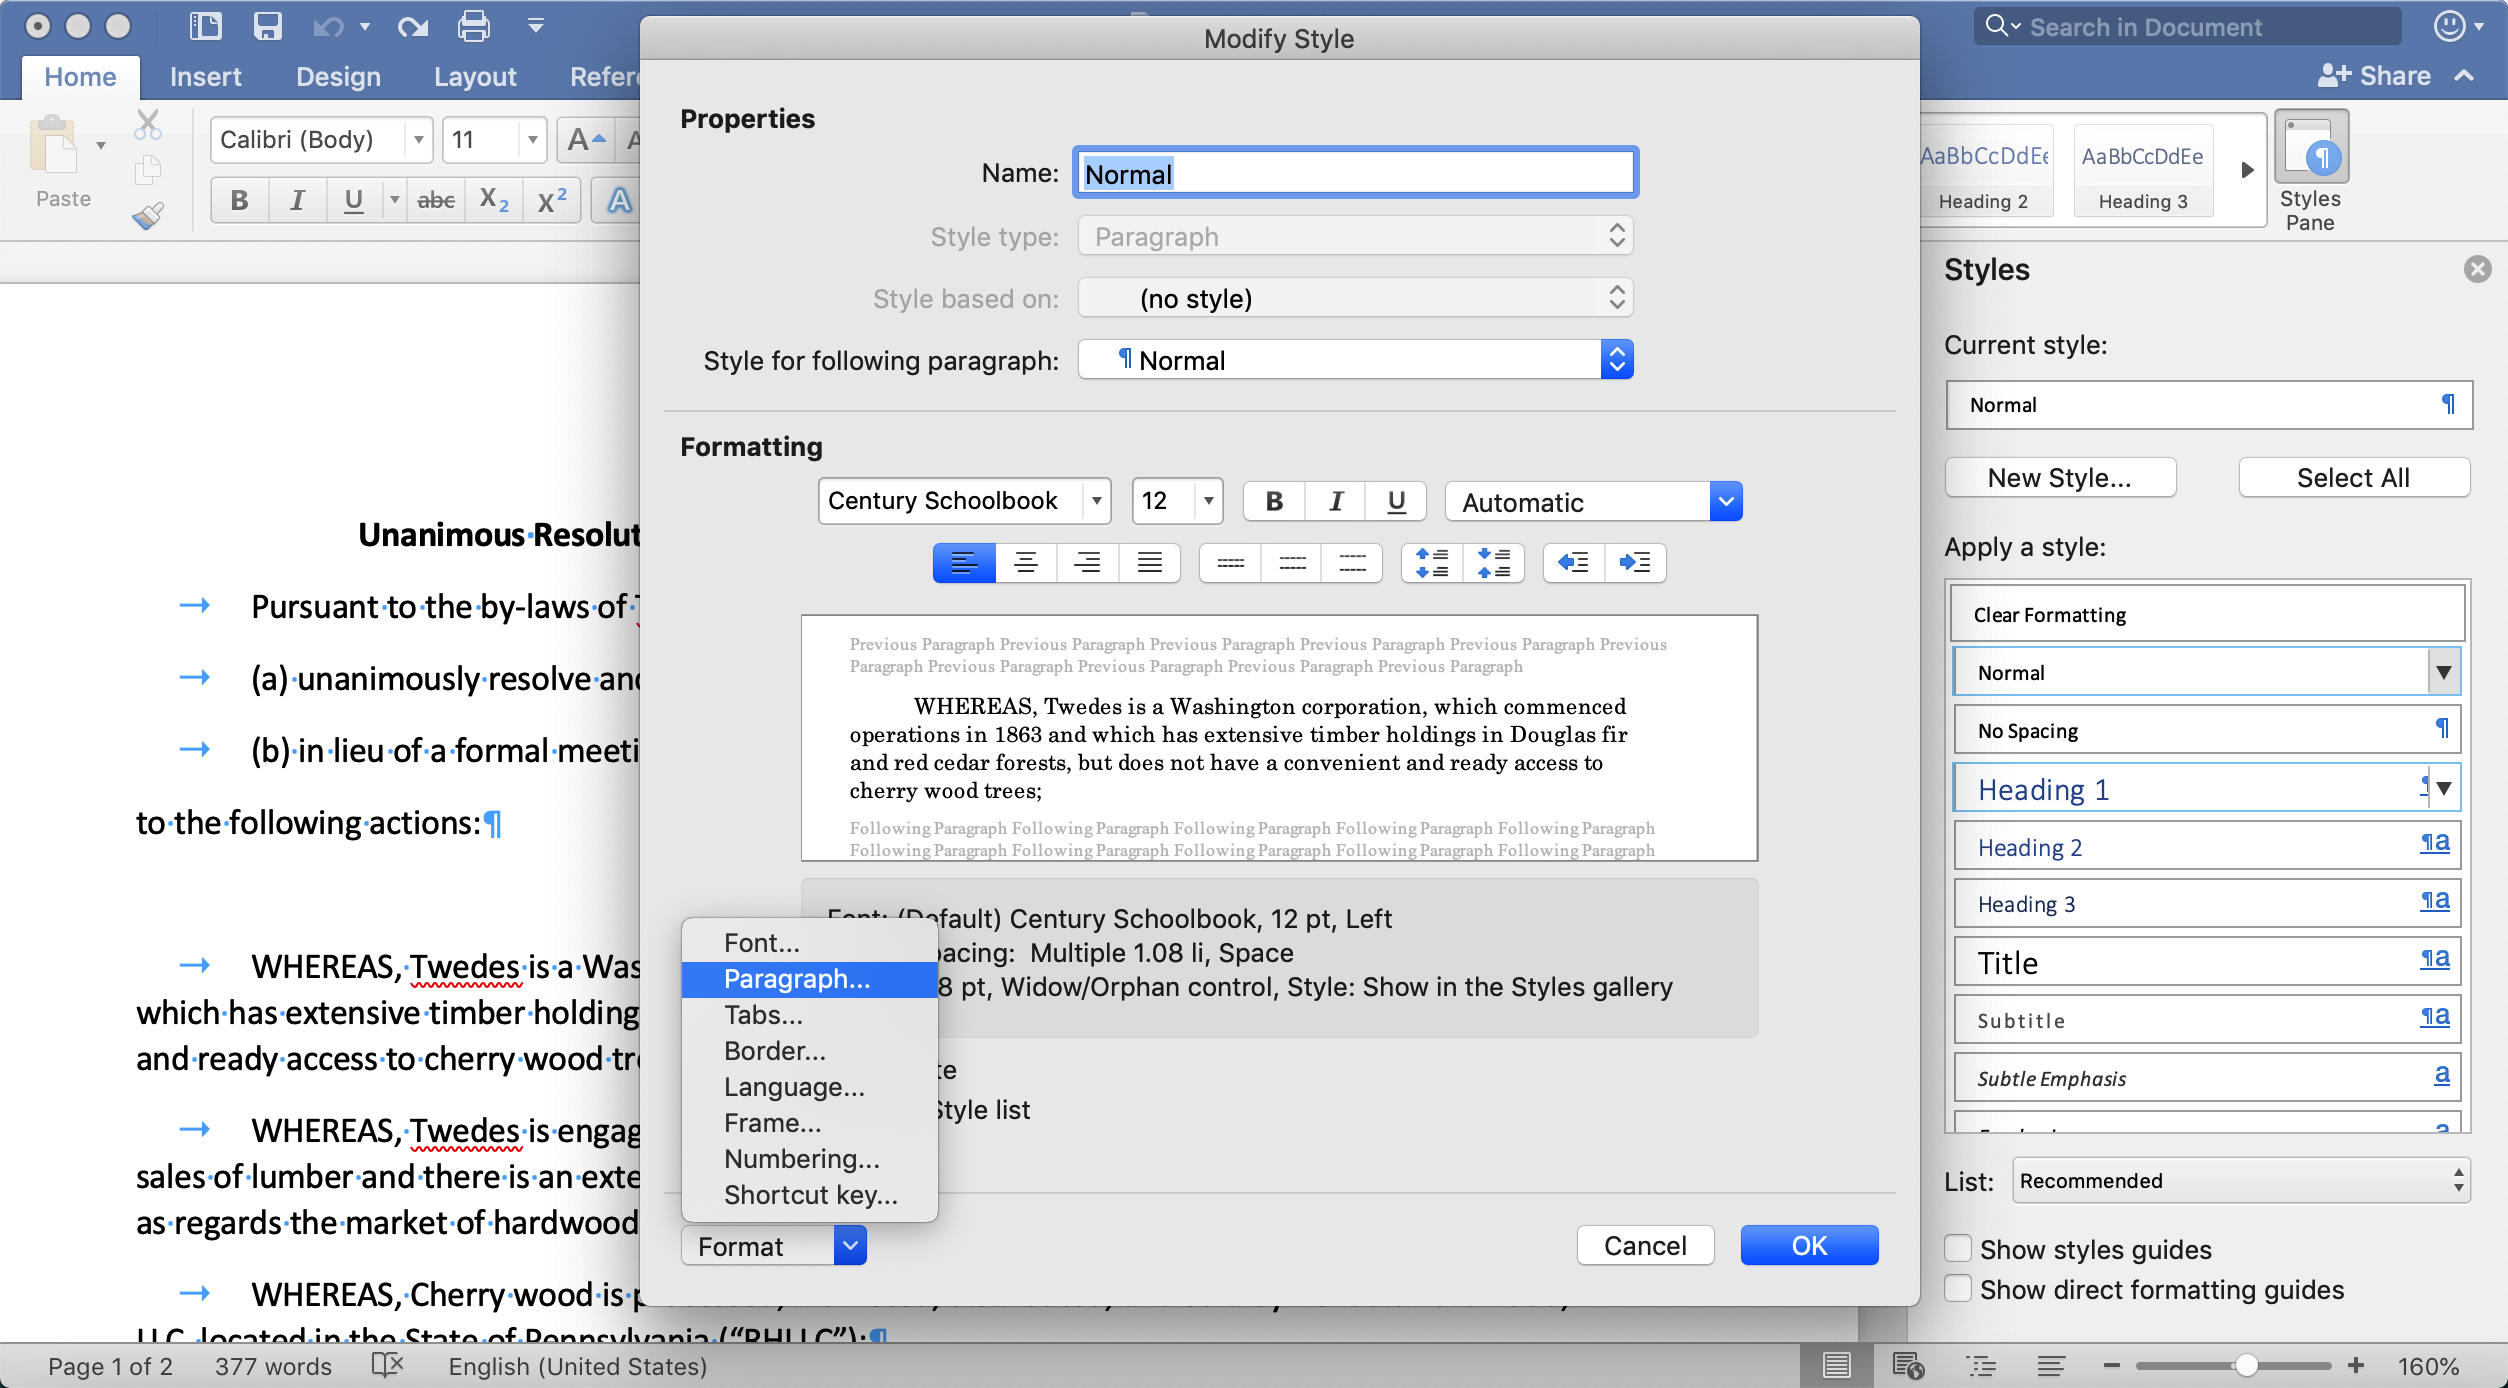 Search in Document
Home Insert Design Layout Refere
Share
Modify Style
Paste
Calibri (Body) 11 A A
B I U abc X2 X2 A
AaBbCcDdEe AaBbCcDdEe
Heading 2 Heading 3
Styles
Pane
Properties
Name: Normal
Style type: Paragraph
Style based on: (no style)
Style for following paragraph: ¶ Normal
Formatting
Century Schoolbook 12 B I U Automatic
Previous Paragraph Previous Paragraph Previous Paragraph Previous Paragraph Previous Paragraph Previous
Paragraph Previous Paragraph Previous Paragraph Previous Paragraph Previous Paragraph
WHEREAS, Twedes is a Washington corporation, which commenced
operations in 1863 and which has extensive timber holdings in Douglas fir
and red cedar forests, but does not have a convenient and ready access to
cherry wood trees;
Following Paragraph Following Paragraph Following Paragraph Following Paragraph Following Paragraph
Following Paragraph Following Paragraph Following Paragraph Following Paragraph Following Paragraph
Font: (Default) Century Schoolbook, 12 pt, Left
pacing: Multiple 1.08 li, Space
8 pt, Widow/Orphan control, Style: Show in the Styles gallery
te
Style list
Font...
Paragraph...
Tabs...
Border...
Language...
Frame...
Numbering...
Shortcut key...
Format
Cancel OK
Unanimous Resolut
→ Pursuant to the by-laws of
→ (a) unanimously resolve and
→ (b) in lieu of a formal meeti
to the following actions:¶
→ WHEREAS, Twedes is a Was
which has extensive timber holding
and ready access to cherry wood tre
→ WHEREAS, Twedes is engag
sales of lumber and there is an exte
as regards the market of hardwood
→ WHEREAS, Cherry wood is p
LLC, located in the State of Pennsylvania ("RHLLC");¶
Styles
Current style:
Normal ¶
New Style... Select All
Apply a style:
Clear Formatting
Normal
No Spacing ¶
Heading 1 ¶
Heading 2 ¶a
Heading 3 ¶a
Title ¶a
Subtitle ¶a
Subtle Emphasis a
a
List: Recommended
Show styles guides
Show direct formatting guides
Page 1 of 2 377 words English (United States) 160%